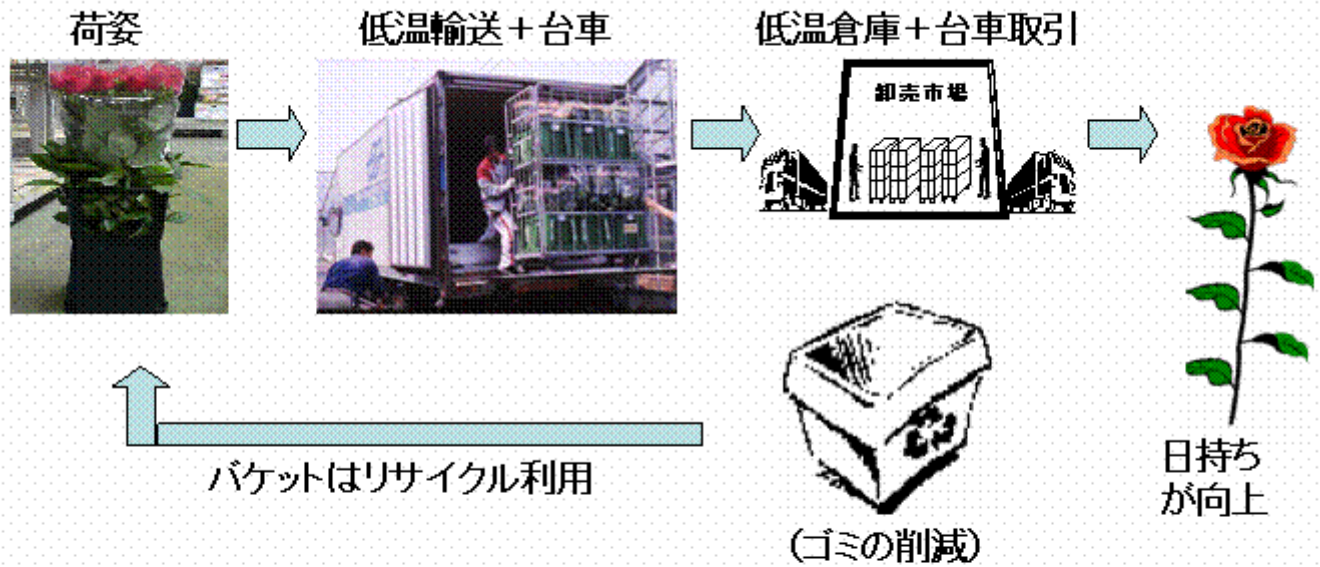 荷姿
低温輸送+台車
低温倉庫+台車取引
卸売市場
バケットはリサイクル利用
(ゴミの削減)
日持ち
が向上